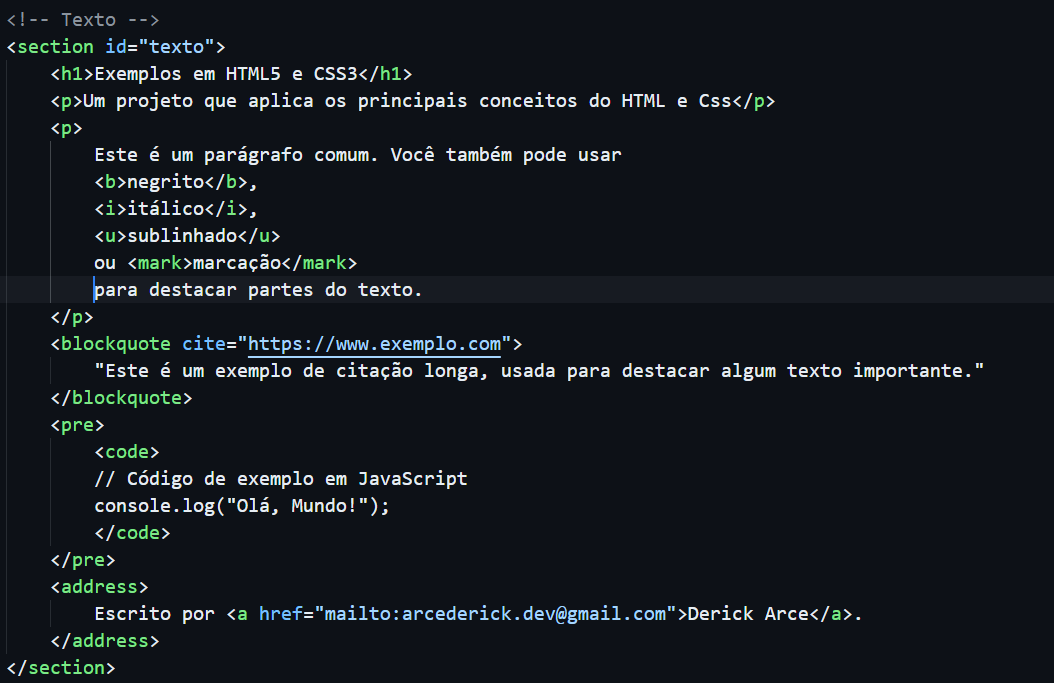 <!-- Texto -->
<section id="texto">
    <h1>Exemplos em HTML5 e CSS3</h1>
    <p>Um projeto que aplica os principais conceitos do HTML e Css</p>
    <p>
        Este é um parágrafo comum. Você também pode usar
        <b>negrito</b>,
        <i>itálico</i>,
        <u>sublinhado</u>
        ou <mark>marcação</mark>
        para destacar partes do texto.
    </p>
    <blockquote cite="https://www.exemplo.com">
        "Este é um exemplo de citação longa, usada para destacar algum texto importante."
    </blockquote>
    <pre>
        <code>
        // Código de exemplo em JavaScript
        console.log("Olá, Mundo!");
        </code>
    </pre>
    <address>
        Escrito por <a href="mailto:arcederick.dev@gmail.com">Derick Arce</a>.
    </address>
</section>